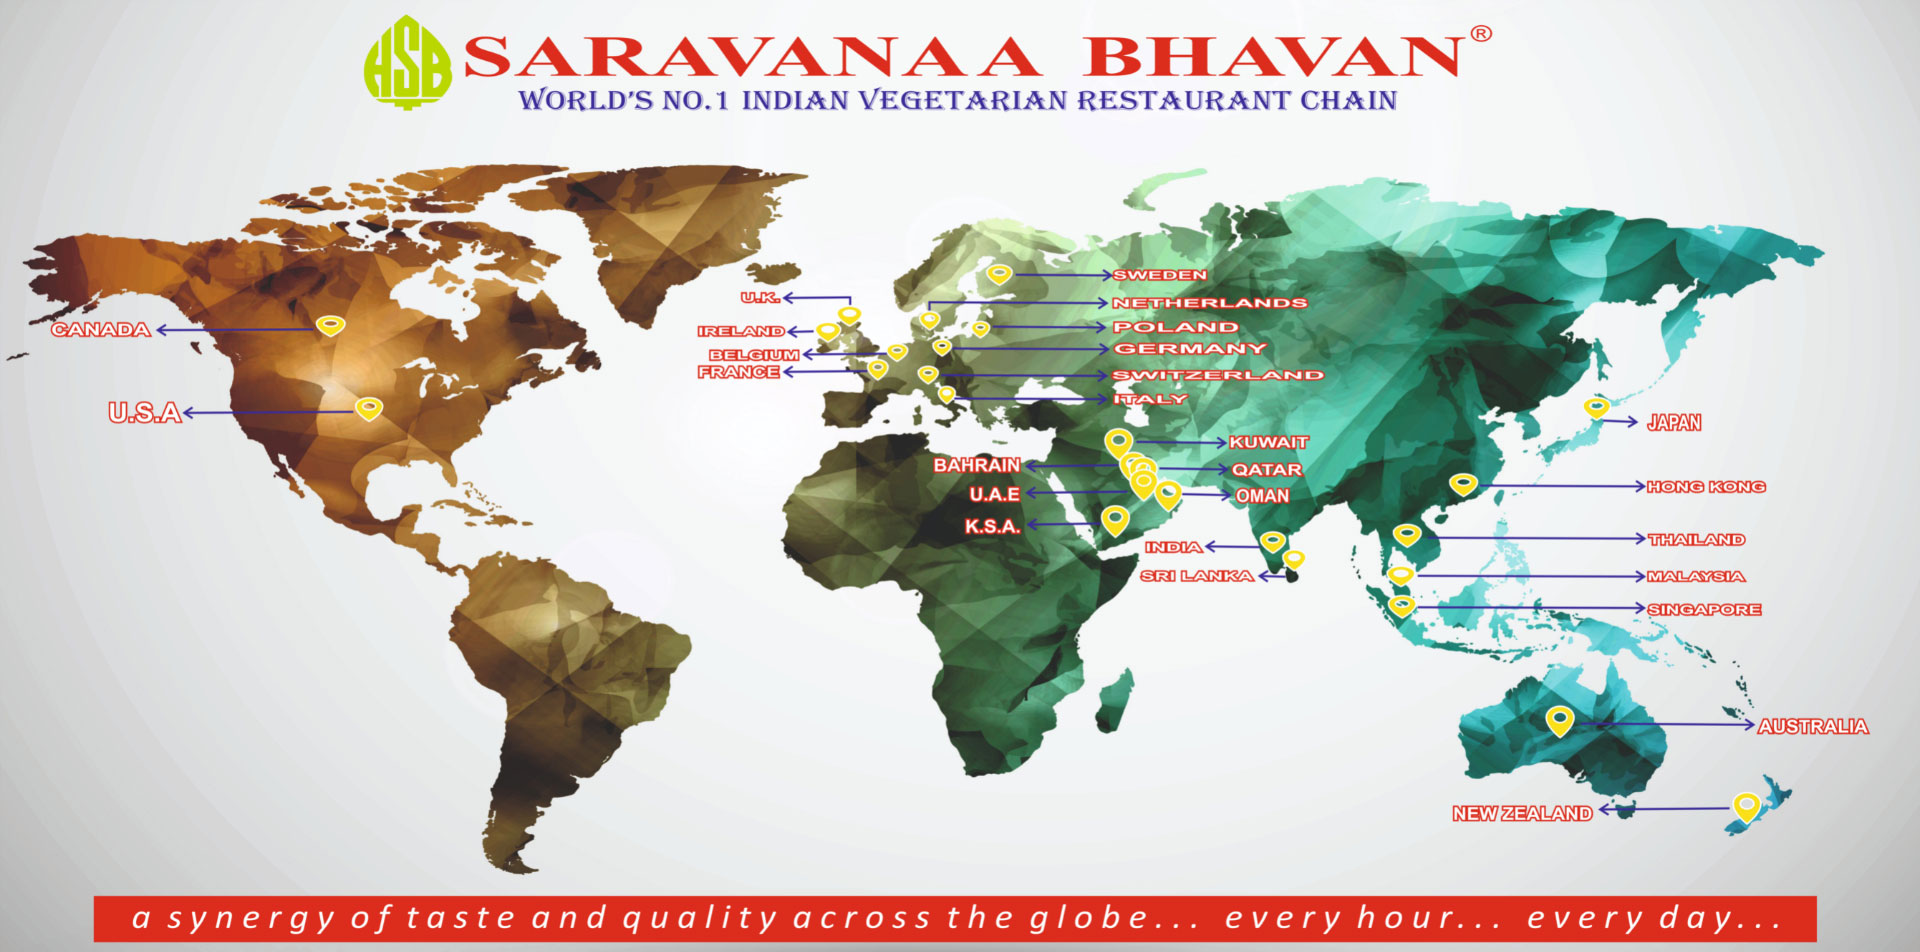 HSB
SARAVANAA BHAVAN®
WORLD'S NO.1 INDIAN VEGETARIAN RESTAURANT CHAIN
SWEDEN
U.K.
NETHERLANDS
CANADA
IRELAND
POLAND
BELGIUM
GERMANY
FRANCE
SWITZERLAND
ITALY
U.S.A
JAPAN
KUWAIT
BAHRAIN
QATAR
HONG KONG
U.A.E
OMAN
K.S.A.
THAILAND
INDIA
SRI LANKA
MALAYSIA
SINGAPORE
AUSTRALIA
NEW ZEALAND
a synergy of taste and quality across the globe... every hour... every day...